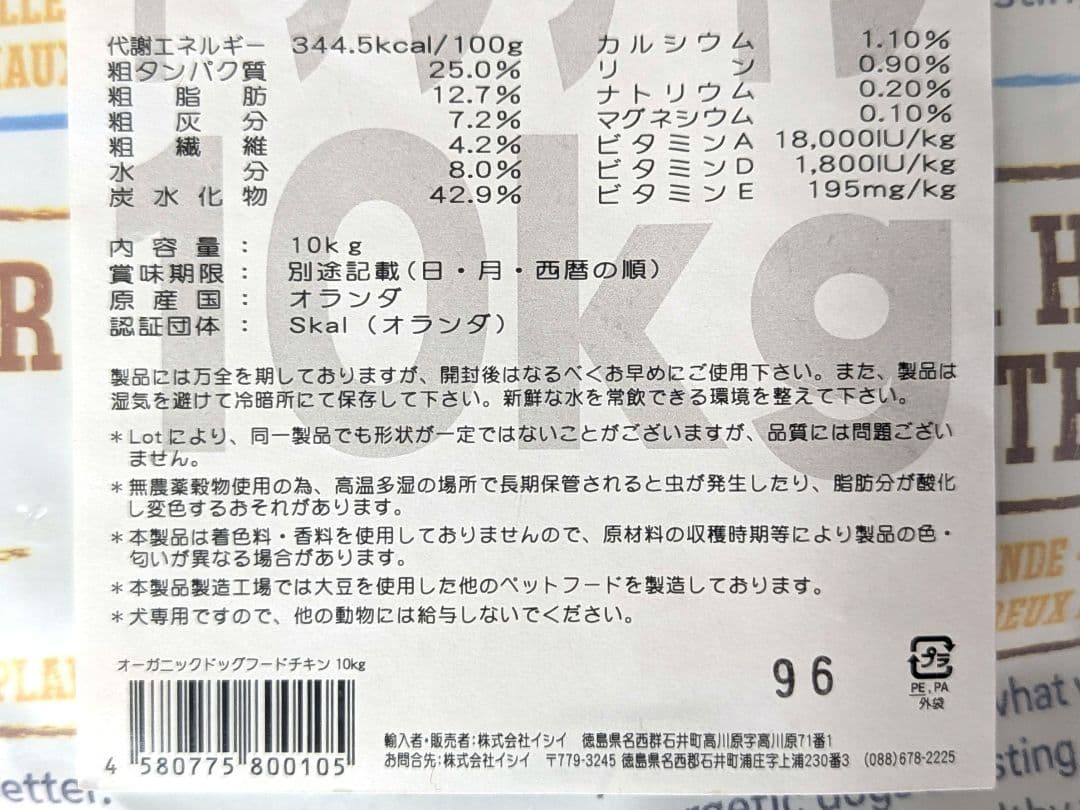 代謝エネルギー 344.5kcal/100g
粗タンパク質 25.0%
粗脂肪 12.7%
粗灰分 7.2%
粗繊維 4.2%
水分 8.0%
炭水化物 42.9%
カルシウム 1.10%
リン 0.90%
ナトリウム 0.20%
マグネシウム 0.10%
ビタミンA 18,000IU/kg
ビタミンD 1,800IU/kg
ビタミンE 195mg/kg
10kg
内容量: 10kg
賞味期限: 別途記載(日・月・西暦の順)
原産国: オランダ
認証団体: Skal(オランダ)
製品には万全を期しておりますが、開封後はなるべくお早めにご使用下さい。また、製品は
湿気を避けて冷暗所にて保存して下さい。新鮮な水を常飲できる環境を整えて下さい。
*Lotにより、同一製品でも形状が一定ではないことがございますが、品質には問題ござい
ません。
*無農薬穀物使用の為、高温多湿の場所で長期保管されると虫が発生したり、脂肪分が酸化
し変色するおそれがあります。
*本製品は着色料・香料を使用しておりませんので、原材料の収穫時期等により製品の色・
匂いが異なる場合があります。
*本製品製造工場では大豆を使用した他のペットフードを製造しております。
*犬専用ですので、他の動物には給与しないでください。
オーガニックドッグフードチキン 10kg
4 580775 800105
96
プラ
PE,PA
外袋
輸入者・販売者:株式会社イシイ 徳島県名西群石井町高川原字高川原71番1
お問合先:株式会社イシイ 〒779-3245 徳島県名西郡石井町浦庄字上浦230番3 (088)678-2225